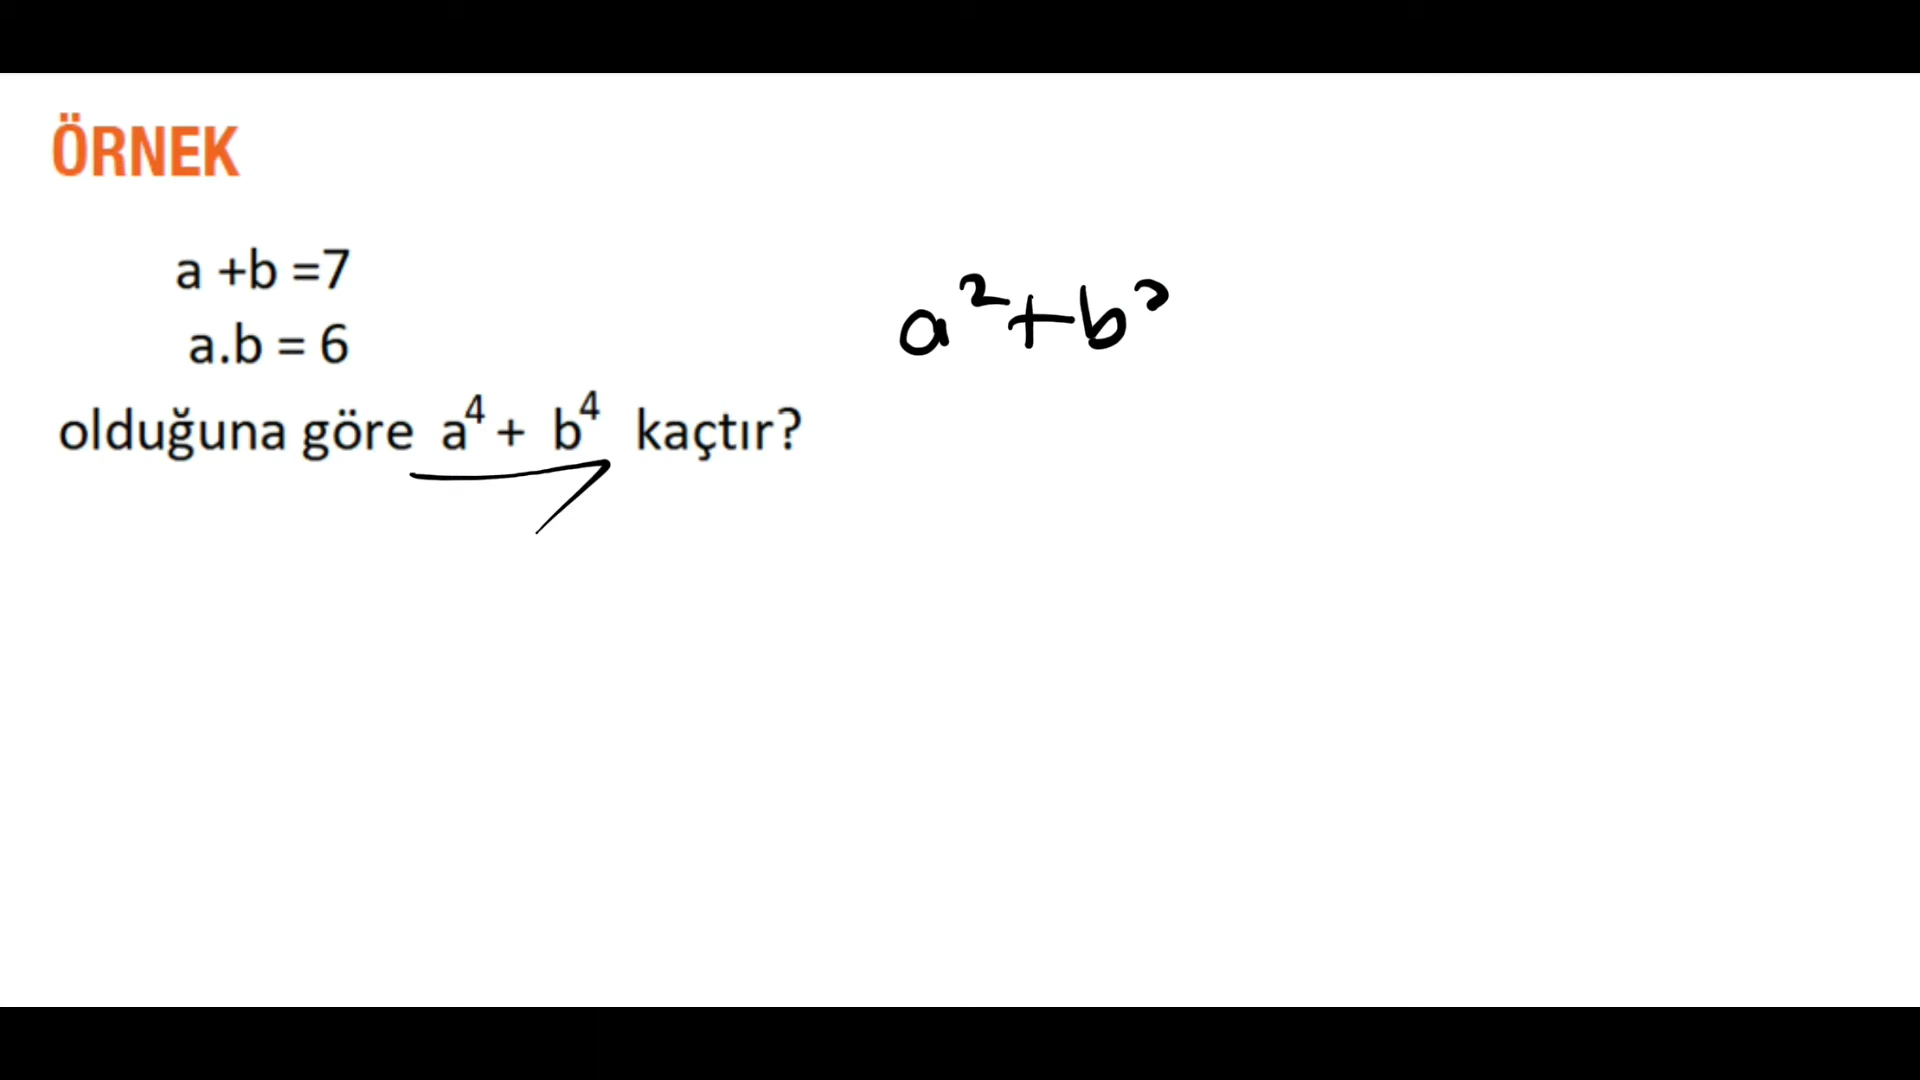 ÖRNEK
a +b =7
a.b = 6
olduğuna göre a⁴ + b⁴ kaçtır?
a²+b²